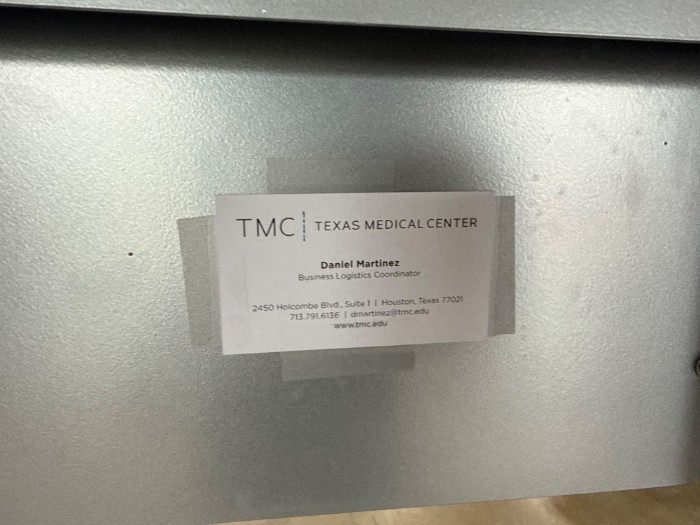 TMC | TEXAS MEDICAL CENTER
Daniel Martinez
Business Logistics Coordinator
2450 Holcombe Blvd., Suite 1 | Houston, Texas 77021
713.791.6136 | drmartinez@tmc.edu
www.tmc.edu